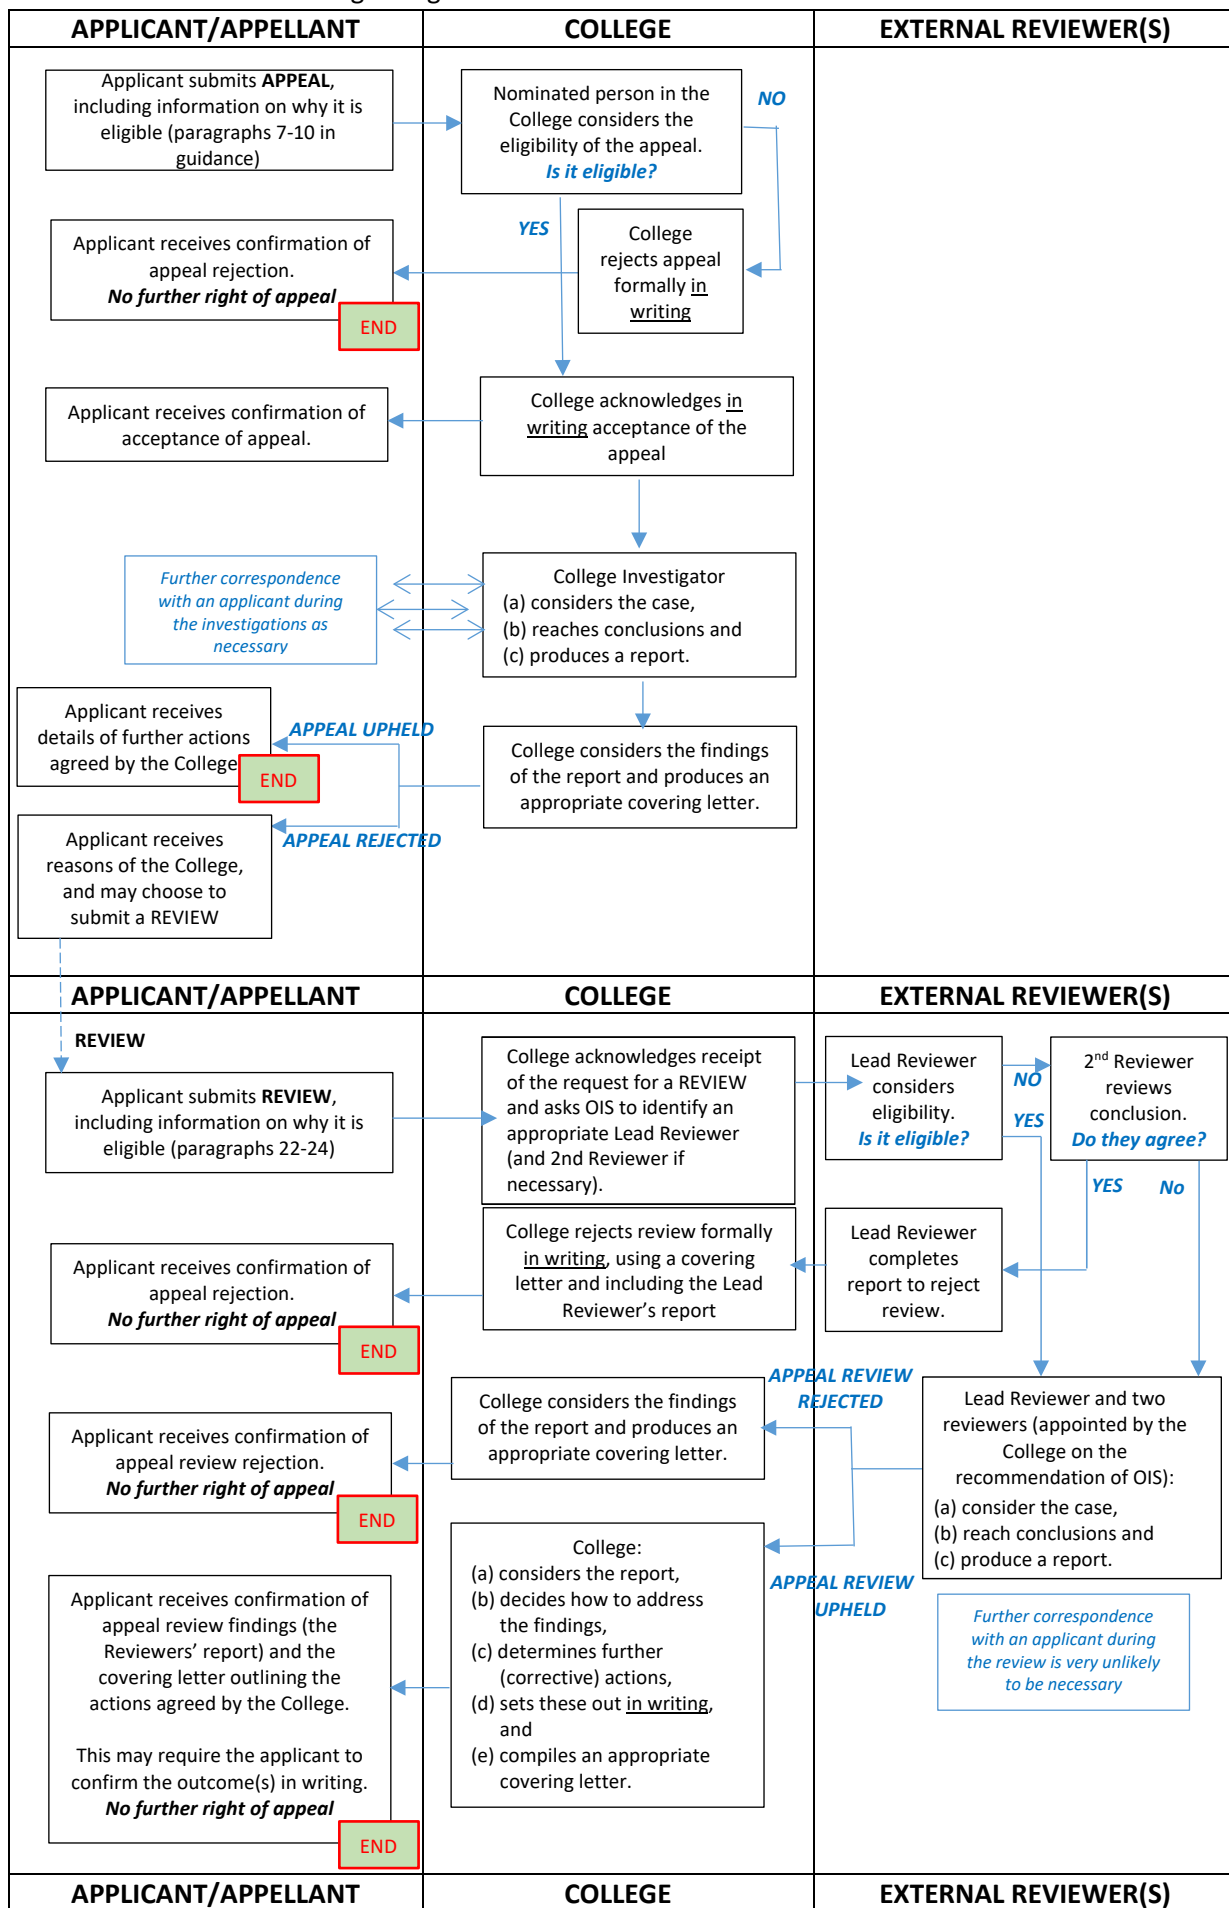 APPLICANT/APPELLANT
COLLEGE
EXTERNAL REVIEWER(S)
Applicant submits APPEAL,
including information on why it is
eligible (paragraphs 7-10 in
guidance)
Nominated person in the
College considers the
eligibility of the appeal.
Is it eligible?
NO
YES
College
rejects appeal
formally in
writing
Applicant receives confirmation of
appeal rejection.
No further right of appeal
END
College acknowledges in
writing acceptance of the
appeal
Applicant receives confirmation of
acceptance of appeal.
College Investigator
(a) considers the case,
(b) reaches conclusions and
(c) produces a report.
Further correspondence
with an applicant during
the investigations as
necessary
College considers the findings
of the report and produces an
appropriate covering letter.
APPEAL UPHELD
Applicant receives
details of further actions
agreed by the College
END
APPEAL REJECTED
Applicant receives
reasons of the College,
and may choose to
submit a REVIEW
APPLICANT/APPELLANT
COLLEGE
EXTERNAL REVIEWER(S)
REVIEW
Applicant submits REVIEW,
including information on why it is
eligible (paragraphs 22-24)
College acknowledges receipt
of the request for a REVIEW
and asks OIS to identify an
appropriate Lead Reviewer
(and 2nd Reviewer if
necessary).
Lead Reviewer
considers
eligibility.
Is it eligible?
NO
YES
2nd Reviewer
reviews
conclusion.
Do they agree?
YES
No
Lead Reviewer
completes
report to reject
review.
College rejects review formally
in writing, using a covering
letter and including the Lead
Reviewer's report
Applicant receives confirmation of
appeal rejection.
No further right of appeal
END
Lead Reviewer and two
reviewers (appointed by the
College on the
recommendation of OIS):
(a) consider the case,
(b) reach conclusions and
(c) produce a report.
APPEAL REVIEW
REJECTED
College considers the findings
of the report and produces an
appropriate covering letter.
Applicant receives confirmation of
appeal review rejection.
No further right of appeal
END
APPEAL REVIEW
UPHELD
Further correspondence
with an applicant during
the review is very unlikely
to be necessary
College:
(a) considers the report,
(b) decides how to address
the findings,
(c) determines further
(corrective) actions,
(d) sets these out in writing,
and
(e) compiles an appropriate
covering letter.
Applicant receives confirmation of
appeal review findings (the
Reviewers' report) and the
covering letter outlining the
actions agreed by the College.
This may require the applicant to
confirm the outcome(s) in writing.
No further right of appeal
END
APPLICANT/APPELLANT
COLLEGE
EXTERNAL REVIEWER(S)